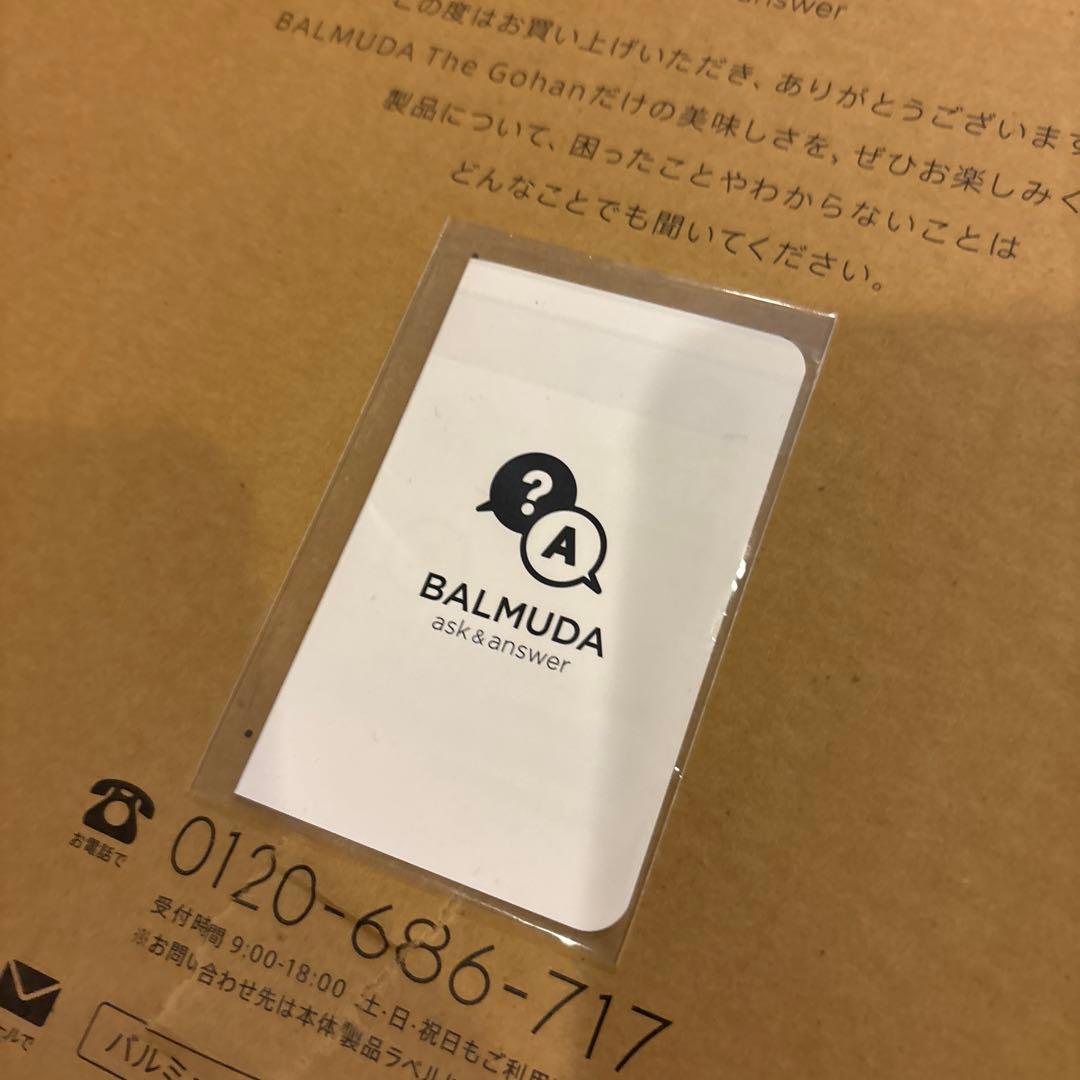 answer
この度はお買い上げいただき、ありがとうございます
BALMUDA The Gohanだけの美味しさを、ぜひお楽しみく
製品について、困ったことやわからないことは
どんなことでも聞いてください。
?
A
BALMUDA
ask&answer
お電話で
0120-686-717
受付時間 9:00-18:00 土・日・祝日もご利用
※お問い合わせ先は本体製品ラベルに
ールで
バルミ